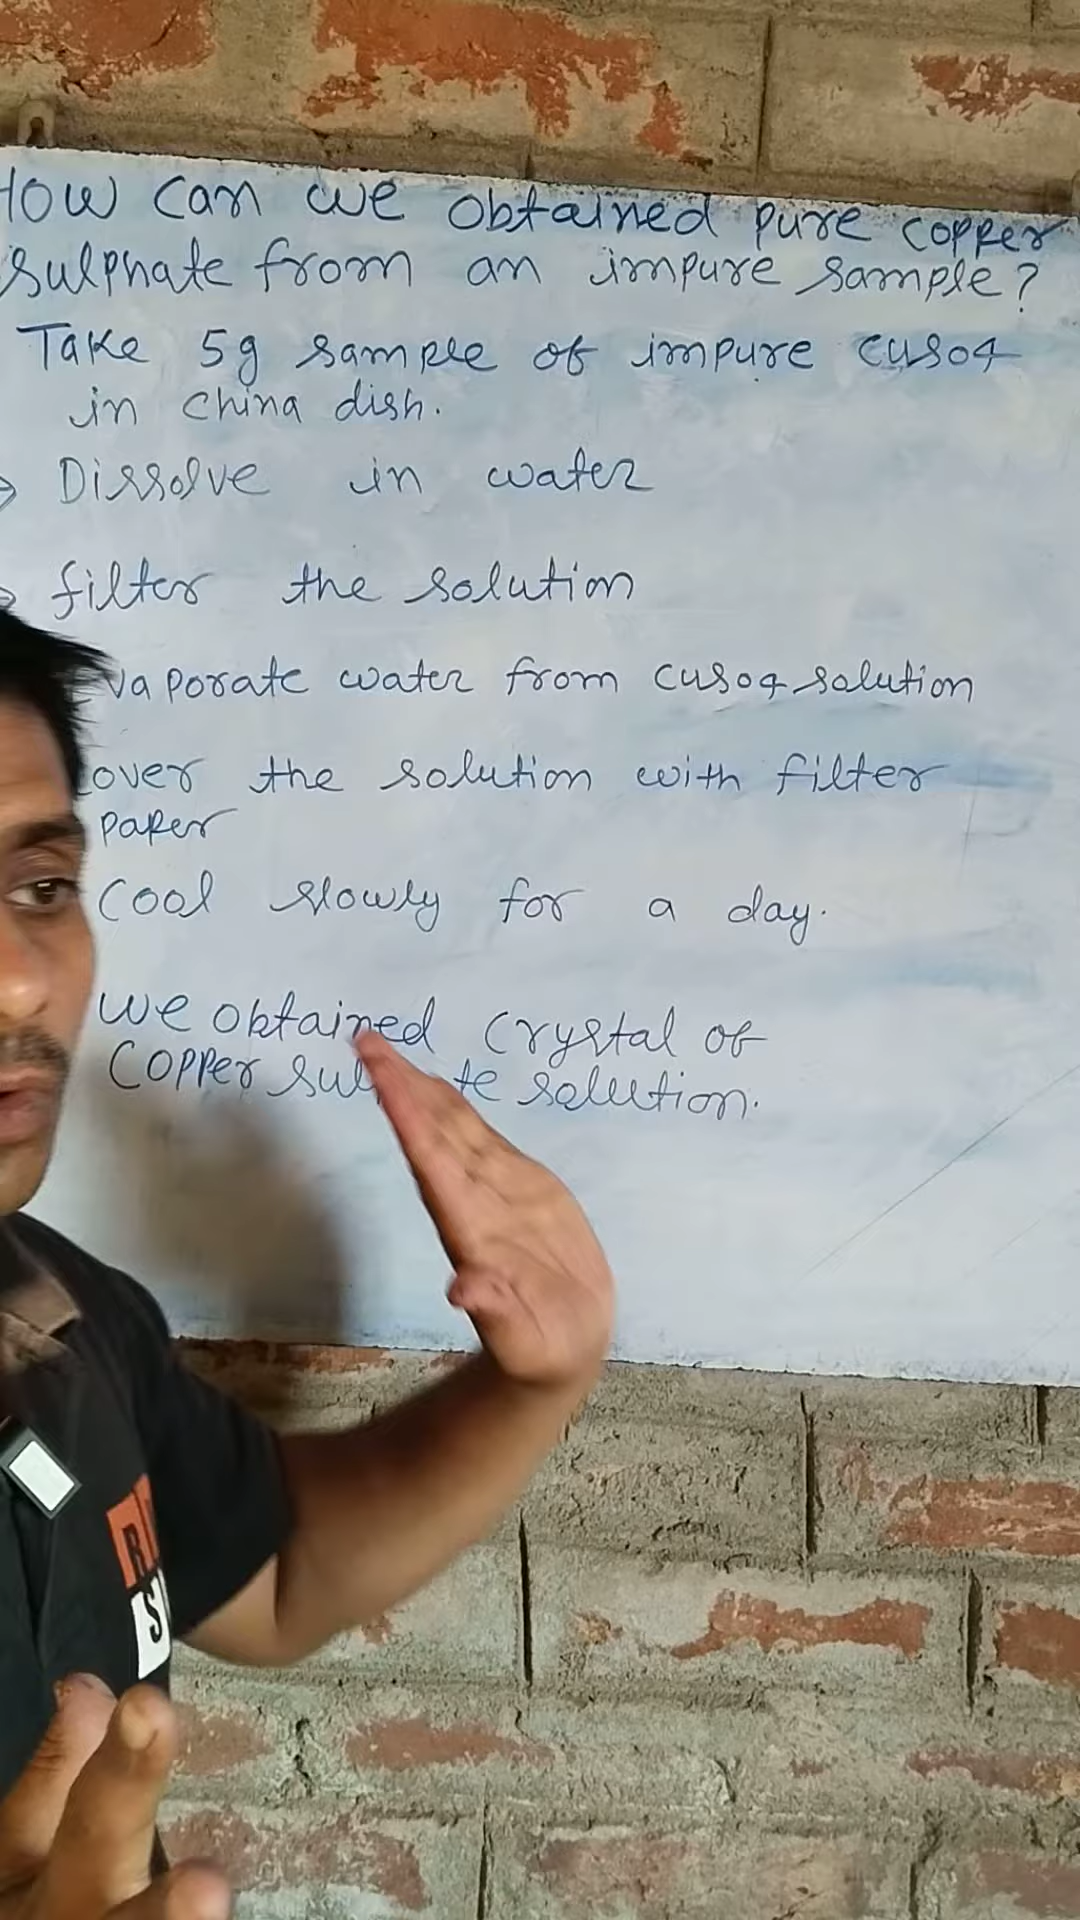 HOW Can we obtained pure copper
sulphate from an impure sample?
Take 5g sample of impure CuSO4
in china dish.
Dissolve in water
filter the solution
vaporate water from CuSO4 solution
over the solution with filter
paper
Cool slowly for a day.
we obtained crystal of
copper solution.